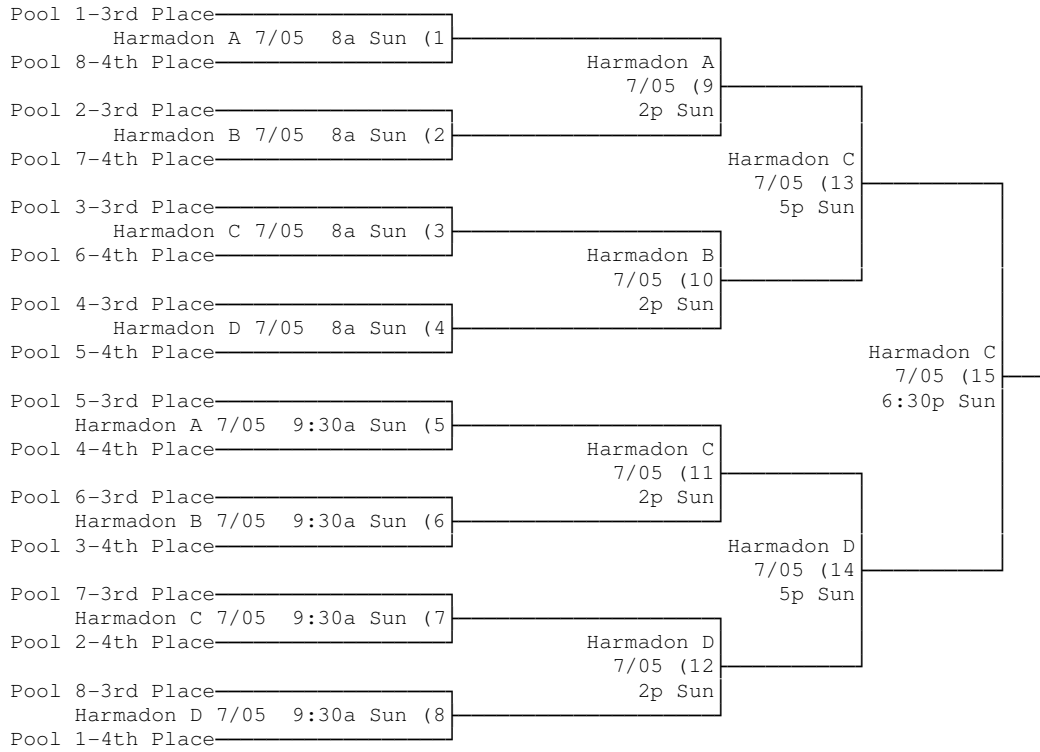 Pool 1-3rd Place
Harmadon A 7/05 8a Sun (1
Pool 8-4th Place
Harmadon A
7/05 (9
2p Sun
Pool 2-3rd Place
Harmadon B 7/05 8a Sun (2
Pool 7-4th Place
Harmadon C
7/05 (13
5p Sun
Pool 3-3rd Place
Harmadon C 7/05 8a Sun (3
Pool 6-4th Place
Harmadon B
7/05 (10
2p Sun
Pool 4-3rd Place
Harmadon D 7/05 8a Sun (4
Pool 5-4th Place
Harmadon C
7/05 (15
6:30p Sun
Pool 5-3rd Place
Harmadon A 7/05 9:30a Sun (5
Pool 4-4th Place
Harmadon C
7/05 (11
2p Sun
Pool 6-3rd Place
Harmadon B 7/05 9:30a Sun (6
Pool 3-4th Place
Harmadon D
7/05 (14
5p Sun
Pool 7-3rd Place
Harmadon C 7/05 9:30a Sun (7
Pool 2-4th Place
Harmadon D
7/05 (12
2p Sun
Pool 8-3rd Place
Harmadon D 7/05 9:30a Sun (8
Pool 1-4th Place